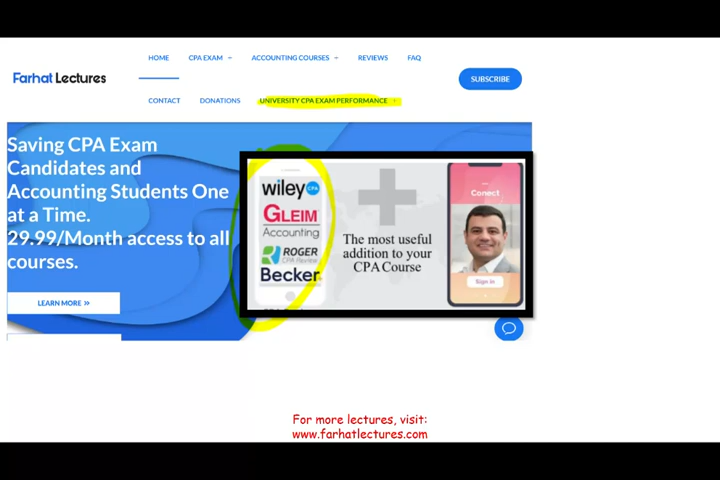 HOME
CPA EXAM
ACCOUNTING COURSES
REVIEWS
FAQ
Farhat Lectures
SUBSCRIBE
CONTACT
DONATIONS
UNIVERSITY CPA EXAM PERFORMANCE
Saving CPA Exam
Candidates and
Accounting Students One
at a Time.
29.99/Month access to all
courses.
LEARN MORE »
wiley CPA
GLEIM
Accounting
ROGER
CPA Review
Becker
The most useful
addition to your
CPA Course
Conect
Sign in
For more lectures, visit:
www.farhatlectures.com